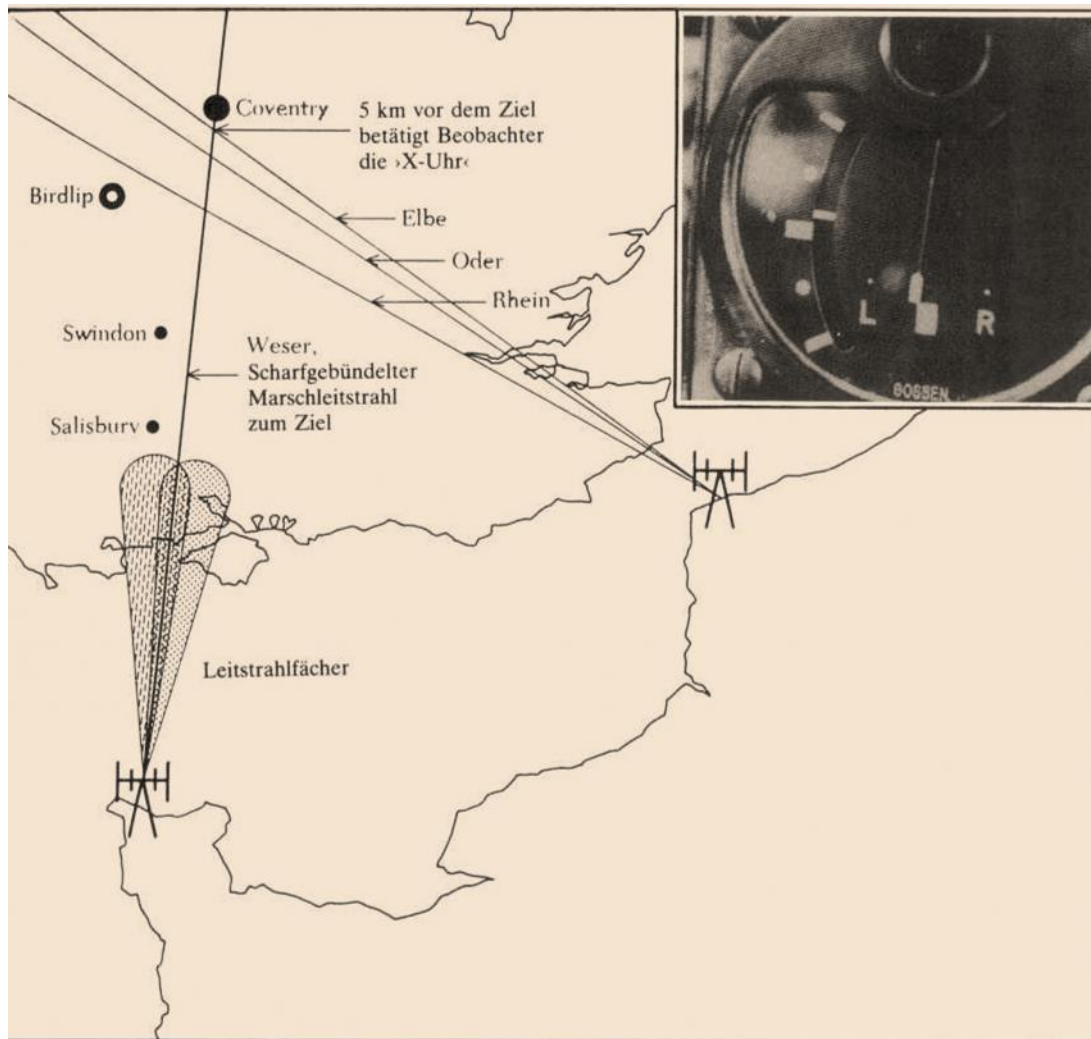 Coventry
5 km vor dem Ziel
betätigt Beobachter
die ›X-Uhr‹
Birdlip
Elbe
Oder
Rhein
Swindon
Weser,
Scharfgebündelter
Marschleitstrahl
zum Ziel
Salisbury
Leitstrahlfächer
L R
GOSSEN